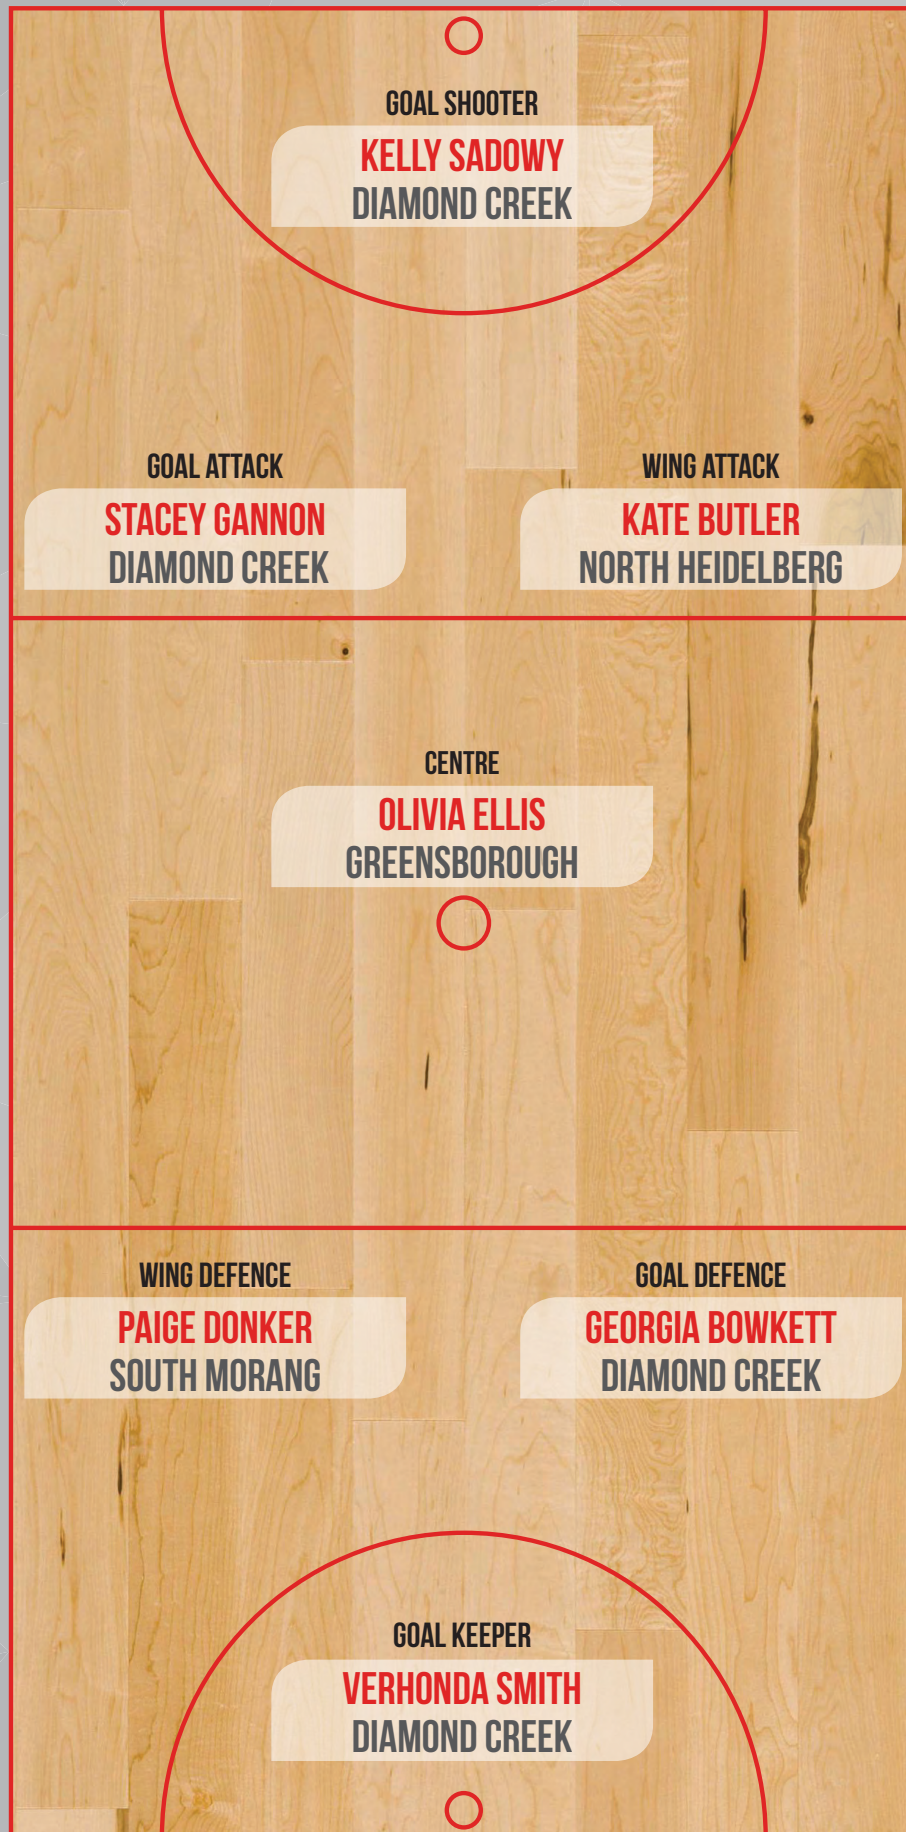 GOAL SHOOTER
KELLY SADOWY
DIAMOND CREEK
GOAL ATTACK
STACEY GANNON
DIAMOND CREEK
WING ATTACK
KATE BUTLER
NORTH HEIDELBERG
CENTRE
OLIVIA ELLIS
GREENSBOROUGH
WING DEFENCE
PAIGE DONKER
SOUTH MORANG
GOAL DEFENCE
GEORGIA BOWKETT
DIAMOND CREEK
GOAL KEEPER
VERHONDA SMITH
DIAMOND CREEK